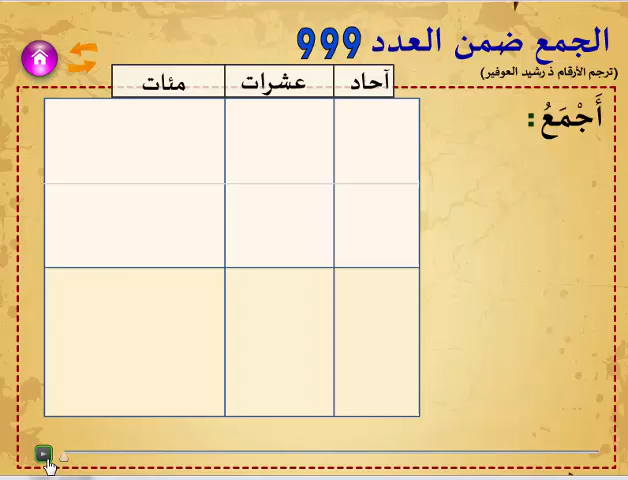 الجمع ضمن العدد 999
(ترجم الأرقام ذ رشيد العوفير)
آحاد عشرات مئات
أَجْمَعُ :